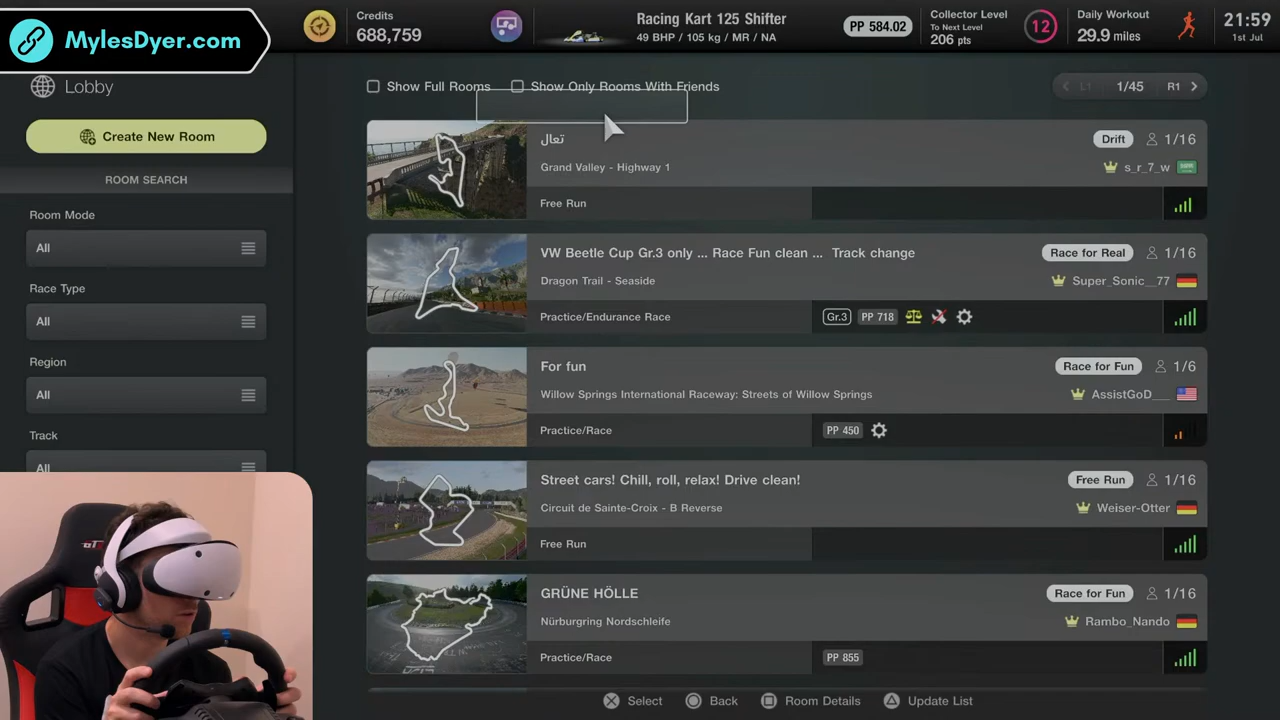 MylesDyer.com
Credits
688,759
Racing Kart 125 Shifter
49 BHP / 105 kg / MR / NA
PP 584.02
Collector Level
To Next Level
206 pts
12
Daily Workout
29.9 miles
21:59
1st Jul
Lobby
Create New Room
ROOM SEARCH
Room Mode
All
Race Type
All
Region
All
Track
All
Show Full Rooms
Show Only Rooms With Friends
L1
1/45
R1
تعال
Drift
1/16
Grand Valley - Highway 1
s_r_7_w
Free Run
VW Beetle Cup Gr.3 only ... Race Fun clean ... Track change
Race for Real
1/16
Dragon Trail - Seaside
Super_Sonic__77
Practice/Endurance Race
Gr.3
PP 718
For fun
Race for Fun
1/6
Willow Springs International Raceway: Streets of Willow Springs
AssistGoD___
Practice/Race
PP 450
Street cars! Chill, roll, relax! Drive clean!
Free Run
1/16
Circuit de Sainte-Croix - B Reverse
Weiser-Otter
Free Run
GRÜNE HÖLLE
Race for Fun
1/16
Nürburgring Nordschleife
Rambo_Nando
Practice/Race
PP 855
Select
Back
Room Details
Update List